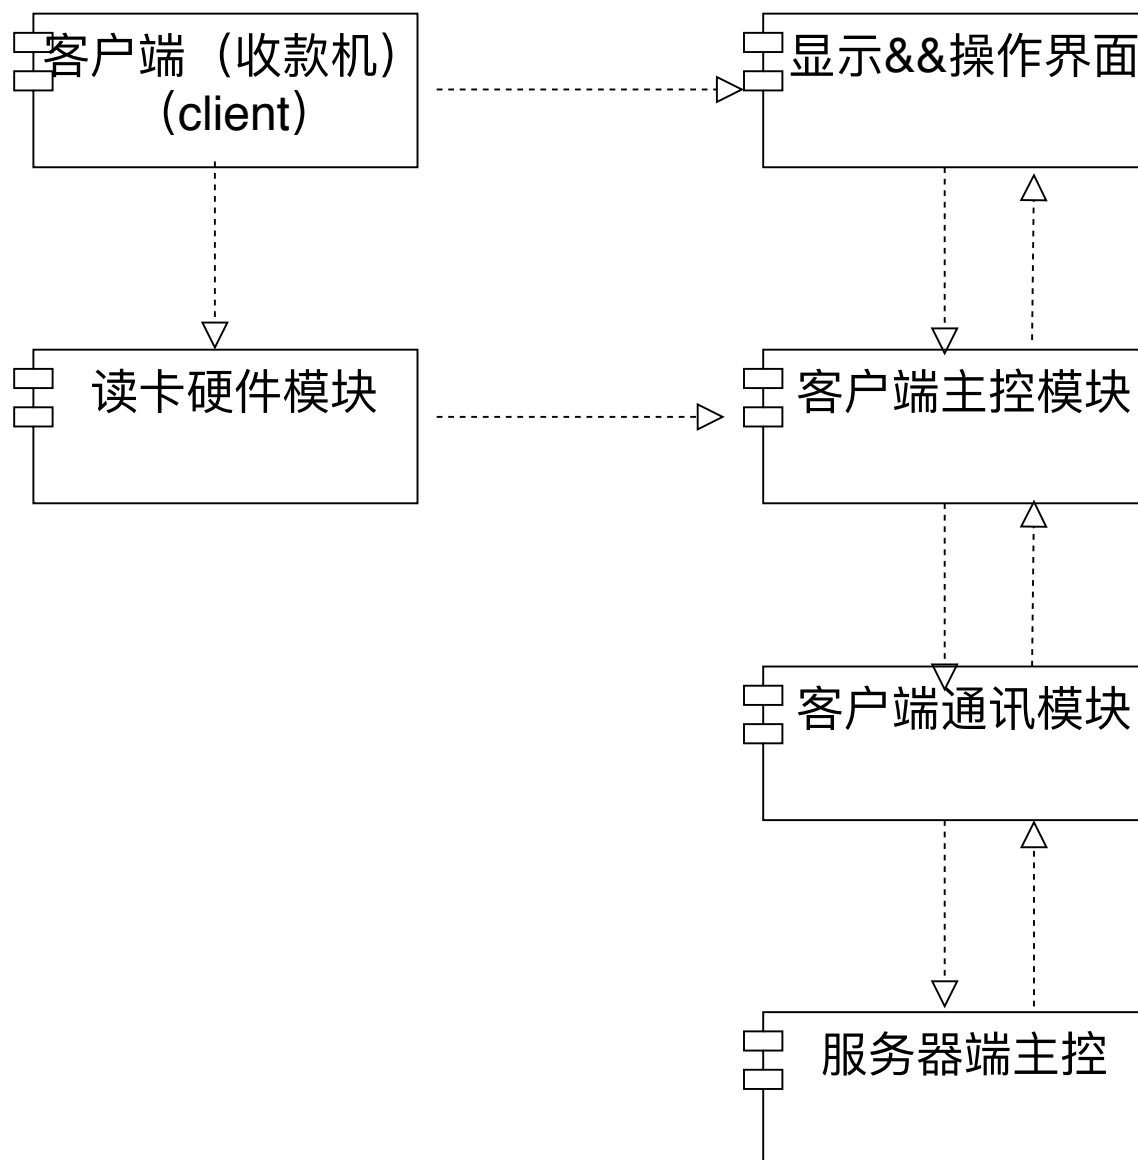 客户端（收款机）
（client）
显示&&操作界面
读卡硬件模块
客户端主控模块
客户端通讯模块
服务器端主控